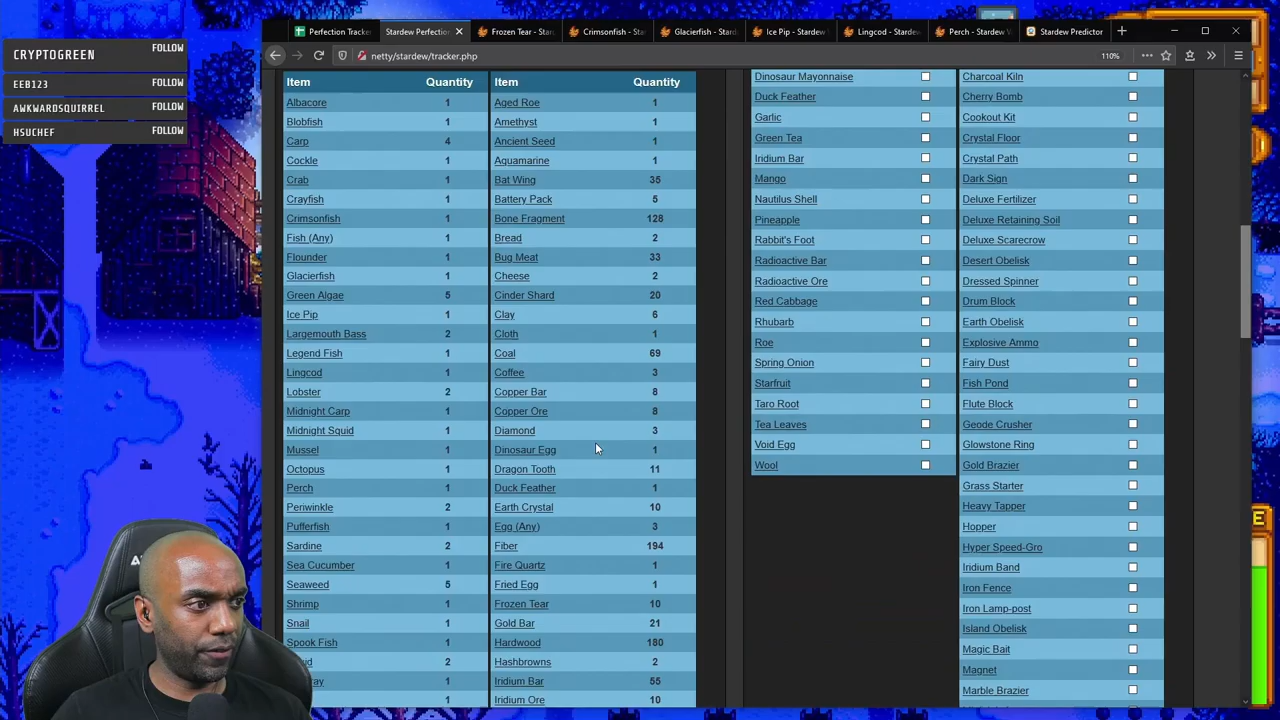 CRYPTOGREEN FOLLOW
EEB123 FOLLOW
AWKWARDSQUIRREL FOLLOW
HSUCHEF FOLLOW
Perfection Tracke
Stardew Perfection
Frozen Tear - Star
Crimsonfish - St
Glacierfish - Stard
Ice Pip - Stardew
Lingcod - Stardew
Perch - Stardew
Stardew Predictor
netty/stardew/tracker.php
110%
Item Quantity Item Quantity
Albacore 1 Aged Roe 1
Blobfish 1 Amethyst 1
Carp 4 Ancient Seed 1
Cockle 1 Aquamarine 1
Crab 1 Bat Wing 35
Crayfish 1 Battery Pack 5
Crimsonfish 1 Bone Fragment 128
Fish (Any) 1 Bread 2
Flounder 1 Bug Meat 33
Glacierfish 1 Cheese 2
Green Algae 5 Cinder Shard 20
Ice Pip 1 Clay 6
Largemouth Bass 2 Cloth 1
Legend Fish 1 Coal 69
Lingcod 1 Coffee 3
Lobster 2 Copper Bar 8
Midnight Carp 1 Copper Ore 8
Midnight Squid 1 Diamond 3
Mussel 1 Dinosaur Egg 1
Octopus 1 Dragon Tooth 11
Perch 1 Duck Feather 1
Periwinkle 2 Earth Crystal 10
Pufferfish 1 Egg (Any) 3
Sardine 2 Fiber 194
Sea Cucumber 1 Fire Quartz 1
Seaweed 5 Fried Egg 1
Shrimp 1 Frozen Tear 10
Snail 1 Gold Bar 21
Spook Fish 1 Hardwood 180
2 Hashbrowns 2
1 Iridium Bar 55
1 Iridium Ore 10
Dinosaur Mayonnaise
Duck Feather
Garlic
Green Tea
Iridium Bar
Mango
Nautilus Shell
Pineapple
Rabbit's Foot
Radioactive Bar
Radioactive Ore
Red Cabbage
Rhubarb
Roe
Spring Onion
Starfruit
Taro Root
Tea Leaves
Void Egg
Wool
Charcoal Kiln
Cherry Bomb
Cookout Kit
Crystal Floor
Crystal Path
Dark Sign
Deluxe Fertilizer
Deluxe Retaining Soil
Deluxe Scarecrow
Desert Obelisk
Dressed Spinner
Drum Block
Earth Obelisk
Explosive Ammo
Fairy Dust
Fish Pond
Flute Block
Geode Crusher
Glowstone Ring
Gold Brazier
Grass Starter
Heavy Tapper
Hopper
Hyper Speed-Gro
Iridium Band
Iron Fence
Iron Lamp-post
Island Obelisk
Magic Bait
Magnet
Marble Brazier
E